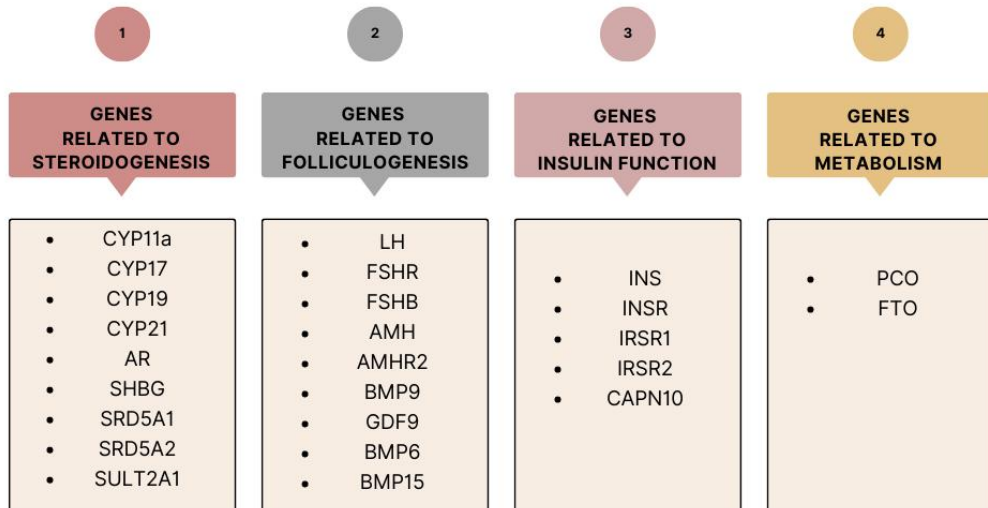 1
GENES
RELATED TO
STEROIDOGENESIS
• CYP11a
• CYP17
• CYP19
• CYP21
• AR
• SHBG
• SRD5A1
• SRD5A2
• SULT2A1
2
GENES
RELATED TO
FOLLICULOGENESIS
• LH
• FSHR
• FSHB
• AMH
• AMHR2
• BMP9
• GDF9
• BMP6
• BMP15
3
GENES
RELATED TO
INSULIN FUNCTION
• INS
• INSR
• IRSR1
• IRSR2
• CAPN10
4
GENES
RELATED TO
METABOLISM
• PCO
• FTO